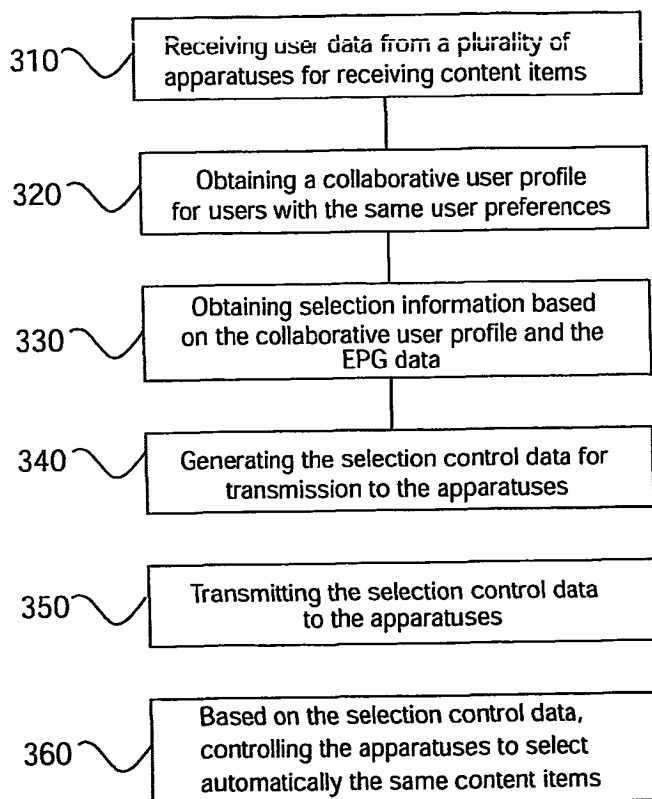 310
Receiving user data from a plurality of
apparatuses for receiving content items
320
Obtaining a collaborative user profile
for users with the same user preferences
330
Obtaining selection information based
on the collaborative user profile and the
EPG data
340
Generating the selection control data for
transmission to the apparatuses
350
Transmitting the selection control data
to the apparatuses
360
Based on the selection control data,
controlling the apparatuses to select
automatically the same content items